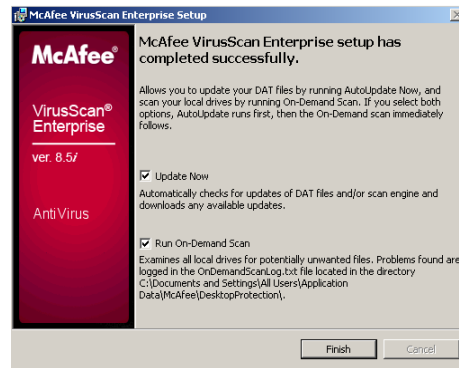 McAfee VirusScan Enterprise Setup
McAfee®
VirusScan®
Enterprise
ver. 8.5i
AntiVirus
McAfee VirusScan Enterprise setup has
completed successfully.
Allows you to update your DAT files by running AutoUpdate Now, and
scan your local drives by running On-Demand Scan. If you select both
options, AutoUpdate runs first, then the On-Demand scan immediately
follows.
Update Now
Automatically checks for updates of DAT files and/or scan engine and
downloads any available updates.
Run On-Demand Scan
Examines all local drives for potentially unwanted files. Problems found are
logged in the OnDemandScanLog.txt file located in the directory
C:\Documents and Settings\All Users\Application
Data\McAfee\DesktopProtection\.
Finish
Cancel